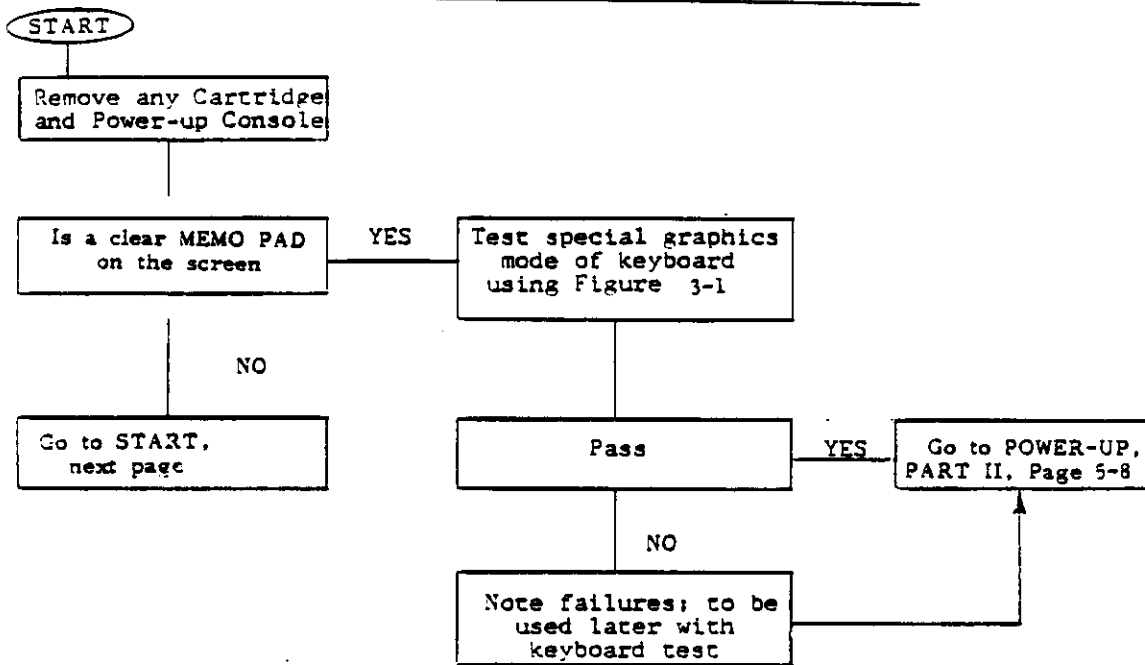 START
Remove any Cartridge
and Power-up Console
Is a clear MEMO PAD
on the screen
YES
Test special graphics
mode of keyboard
using Figure 3-1
NO
Go to START,
next page
Pass
YES
Go to POWER-UP,
PART II, Page 5-8
NO
Note failures; to be
used later with
keyboard test